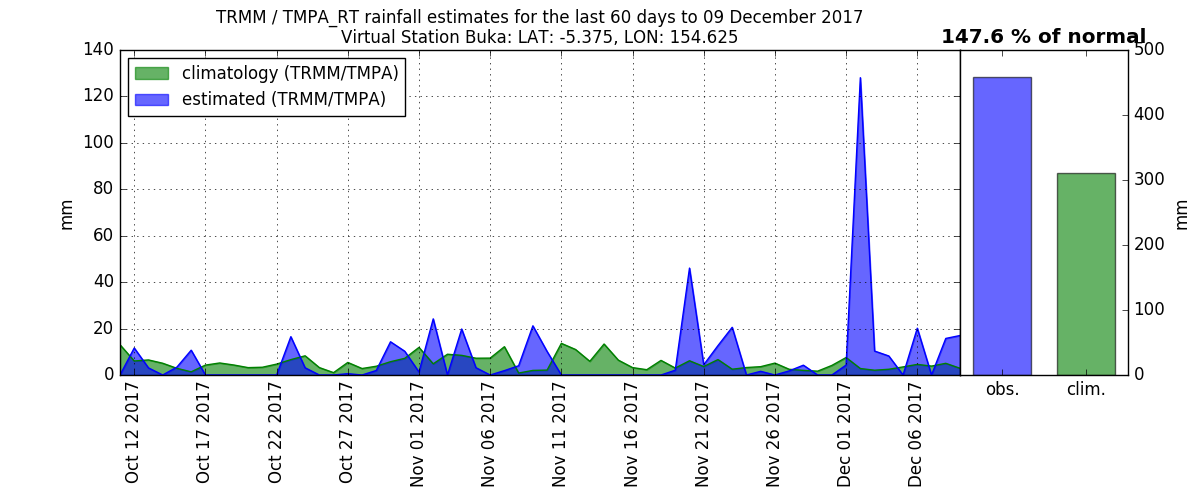 TRMM / TMPA_RT rainfall estimates for the last 60 days to 09 December 2017
Virtual Station Buka: LAT: -5.375, LON: 154.625
147.6 % of normal
climatology (TRMM/TMPA)
estimated (TRMM/TMPA)
140
120
100
80
60
40
20
0
mm
Oct 12 2017
Oct 17 2017
Oct 22 2017
Oct 27 2017
Nov 01 2017
Nov 06 2017
Nov 11 2017
Nov 16 2017
Nov 21 2017
Nov 26 2017
Dec 01 2017
Dec 06 2017
obs.
clim.
500
400
300
200
100
0
mm